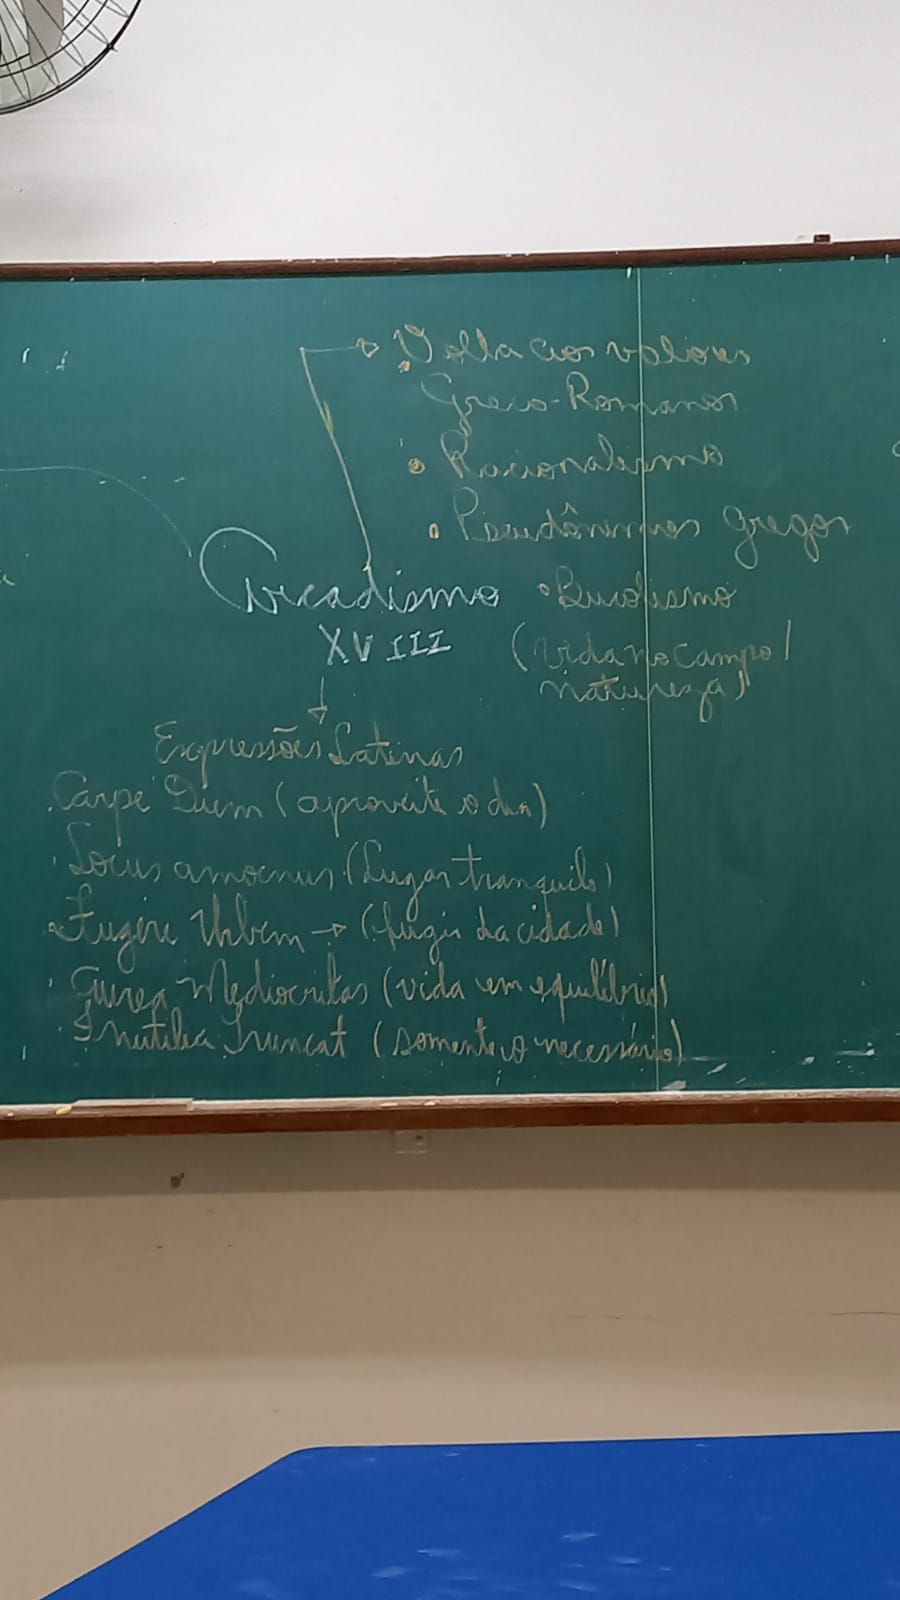 Volta aos valores
Greco-Romanos
Racionalismo
Pseudônimos gregos
Arcadismo
Bucolismo
XVIII
(vida no campo/
natureza)
Expressões Latinas
Carpe Diem (aproveite o dia)
Locus amoenus (Lugar tranquilo)
Fugere Urbem → (fugir da cidade)
Aurea Mediocritas (vida em equilíbrio)
Inutilia Truncat (somente o necessário)